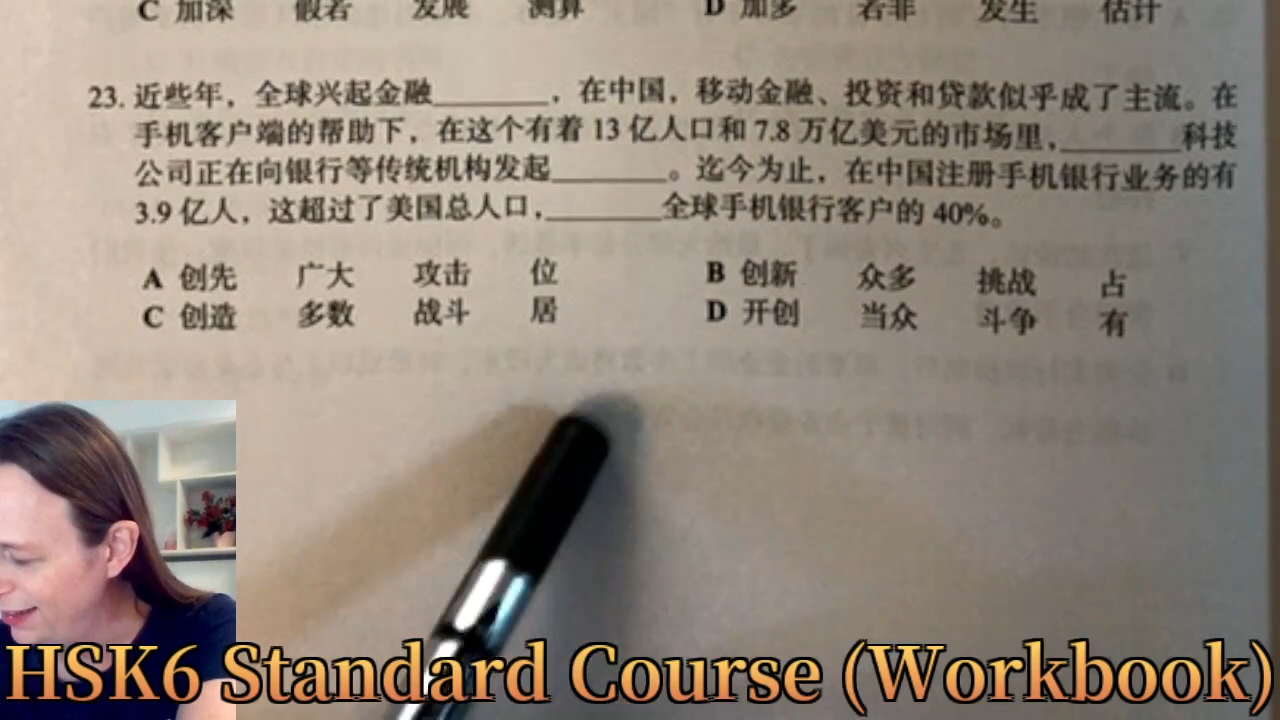 C 加深 假若 发展 测算 D 加多 若非 发生 估计
23. 近些年，全球兴起金融________，在中国，移动金融、投资和贷款似乎成了主流。在
手机客户端的帮助下，在这个有着 13 亿人口和 7.8 万亿美元的市场里，________科技
公司正在向银行等传统机构发起________。迄今为止，在中国注册手机银行业务的有
3.9 亿人，这超过了美国总人口，________全球手机银行客户的 40%。
A 创先 广大 攻击 位 B 创新 众多 挑战 占
C 创造 多数 战斗 居 D 开创 当众 斗争 有
HSK6 Standard Course (Workbook)